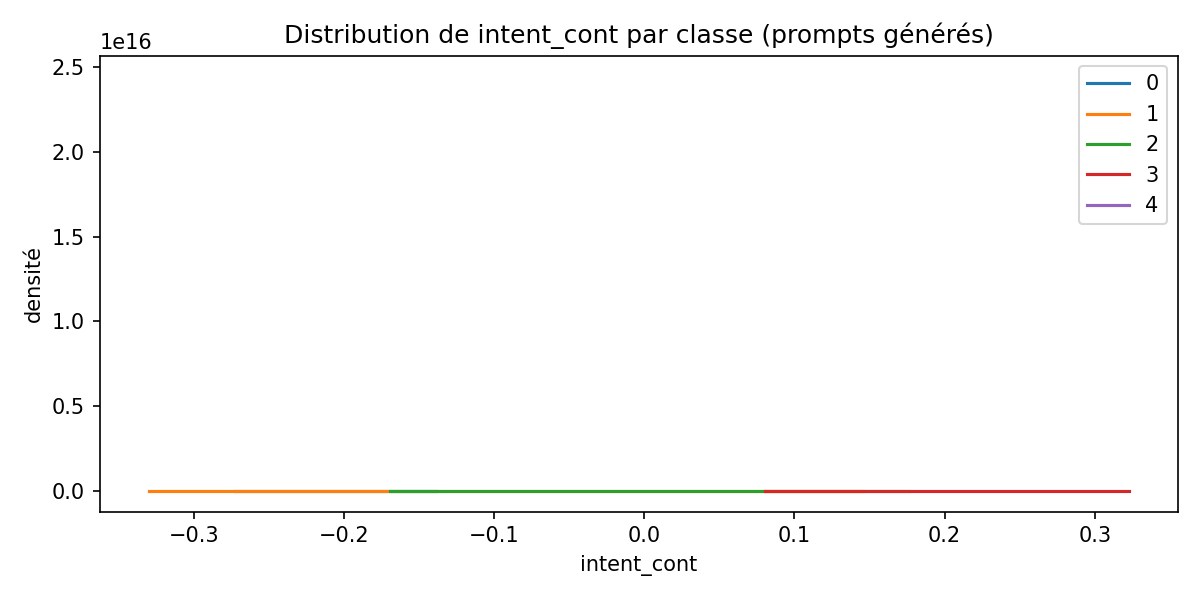 Distribution de intent_cont par classe (prompts générés)
1e16
2.5
2.0
1.5
1.0
0.5
0.0
densité
0
1
2
3
4
−0.3 −0.2 −0.1 0.0 0.1 0.2 0.3
intent_cont